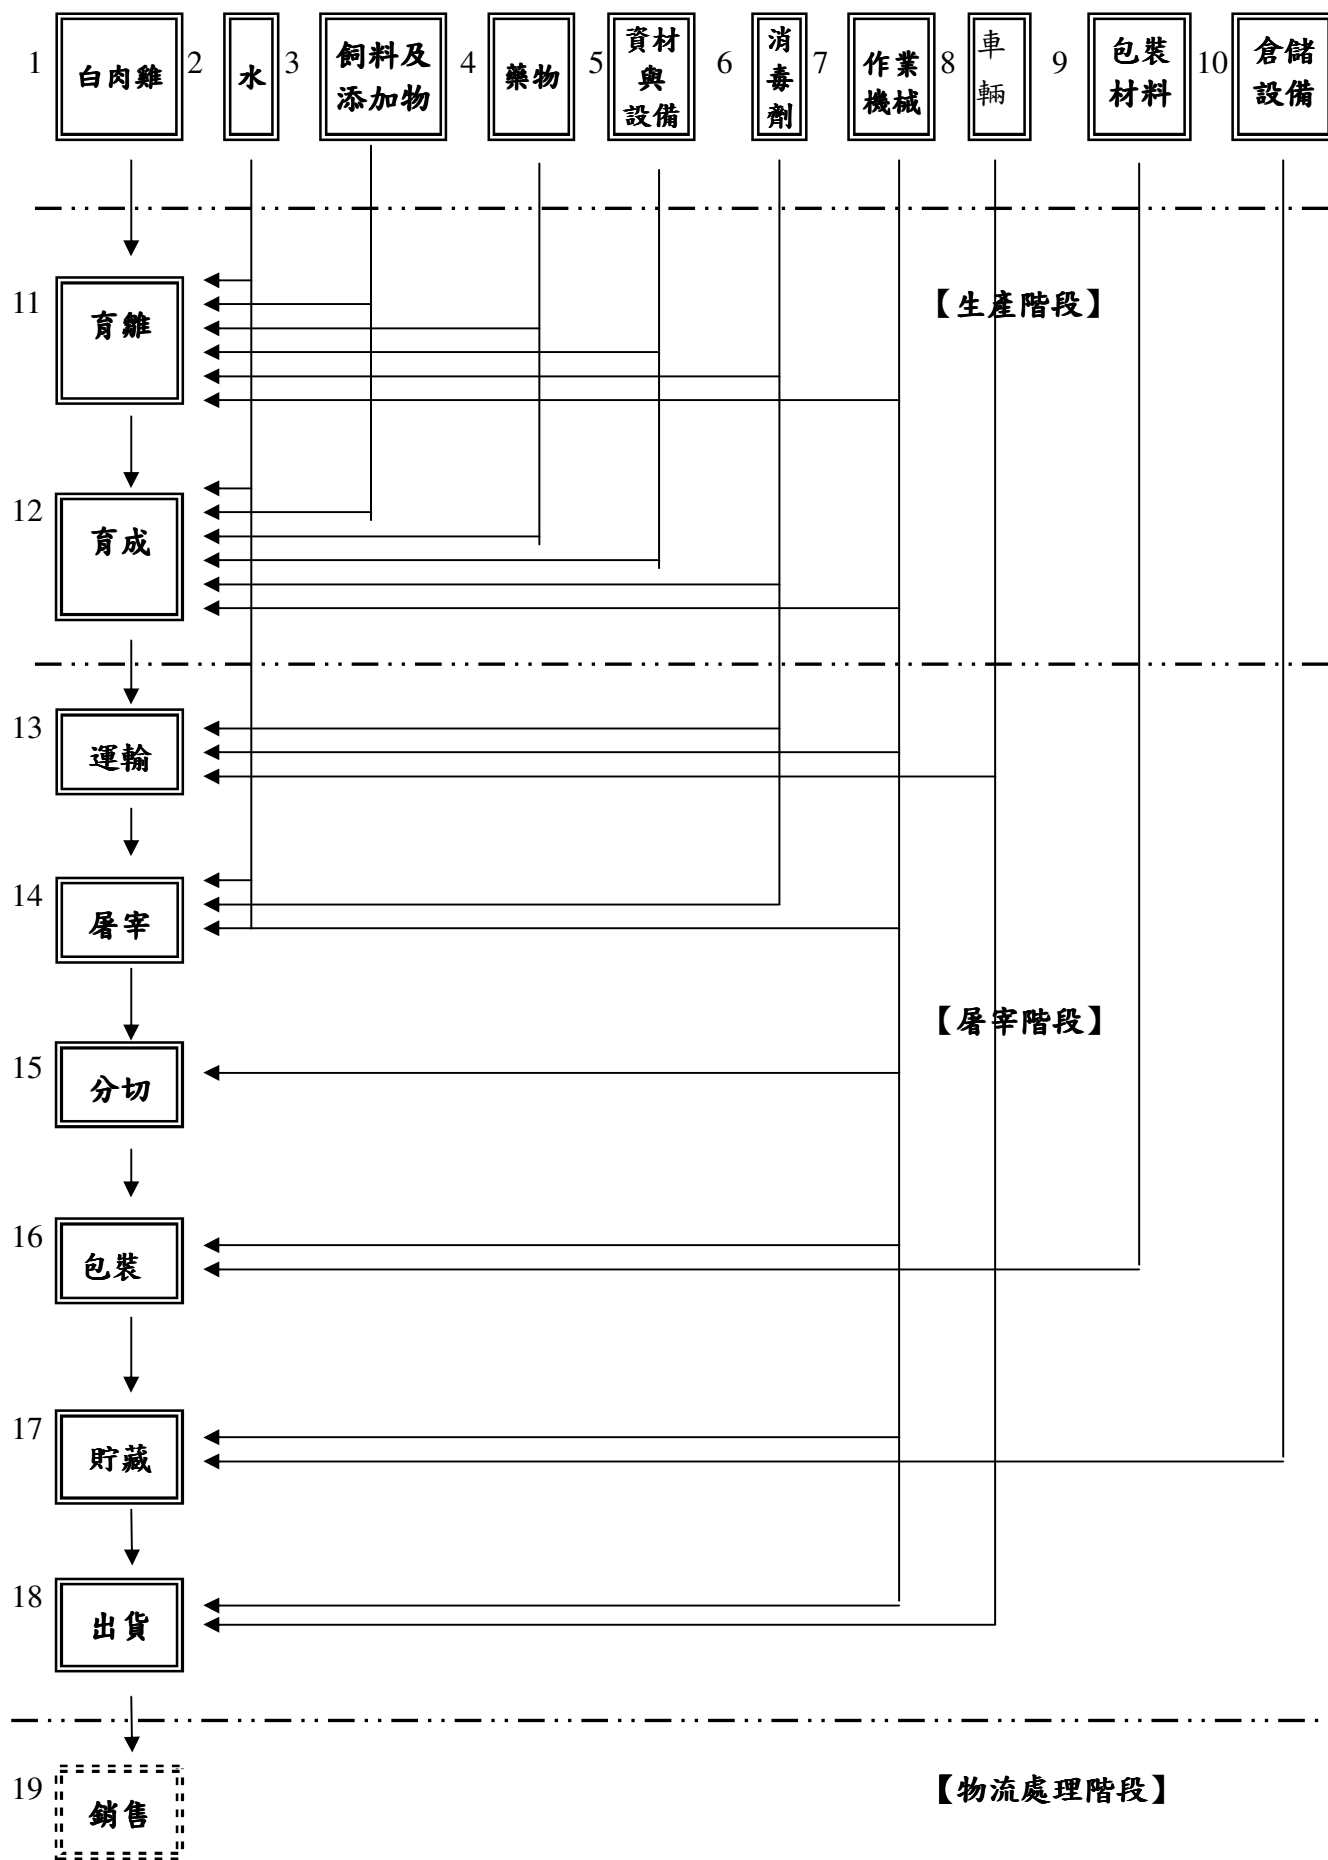 1
白肉雞
2
水
3
飼料及
添加物
4
藥物
5
資材
與
設備
6
消
毒
劑
7
作業
機械
8
車
輛
9
包裝
材料
10
倉儲
設備
11
育雛
【生產階段】
12
育成
13
運輸
14
屠宰
【屠宰階段】
15
分切
16
包裝
17
貯藏
18
出貨
19
銷售
【物流處理階段】